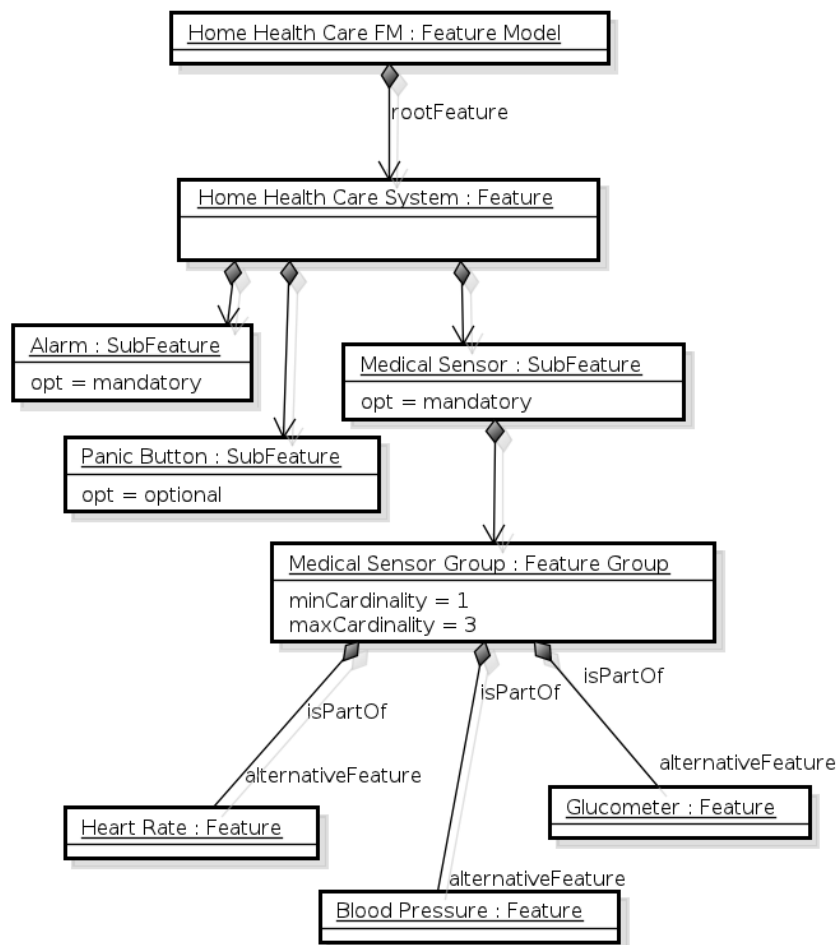 Home Health Care FM : Feature Model
rootFeature
Home Health Care System : Feature
Alarm : SubFeature
opt = mandatory
Medical Sensor : SubFeature
opt = mandatory
Panic Button : SubFeature
opt = optional
Medical Sensor Group : Feature Group
minCardinality = 1
maxCardinality = 3
isPartOf
isPartOf
isPartOf
alternativeFeature
alternativeFeature
Heart Rate : Feature
Glucometer : Feature
alternativeFeature
Blood Pressure : Feature